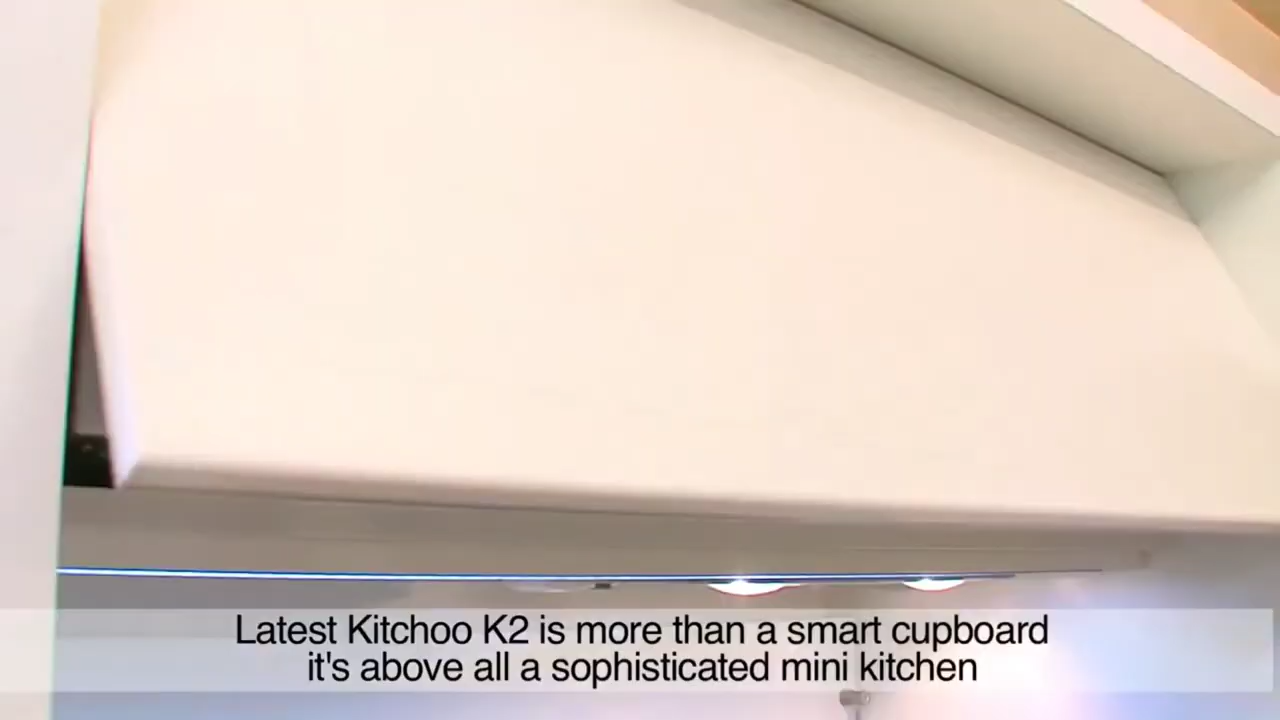 Latest Kitchoo K2 is more than a smart cupboard
it's above all a sophisticated mini kitchen